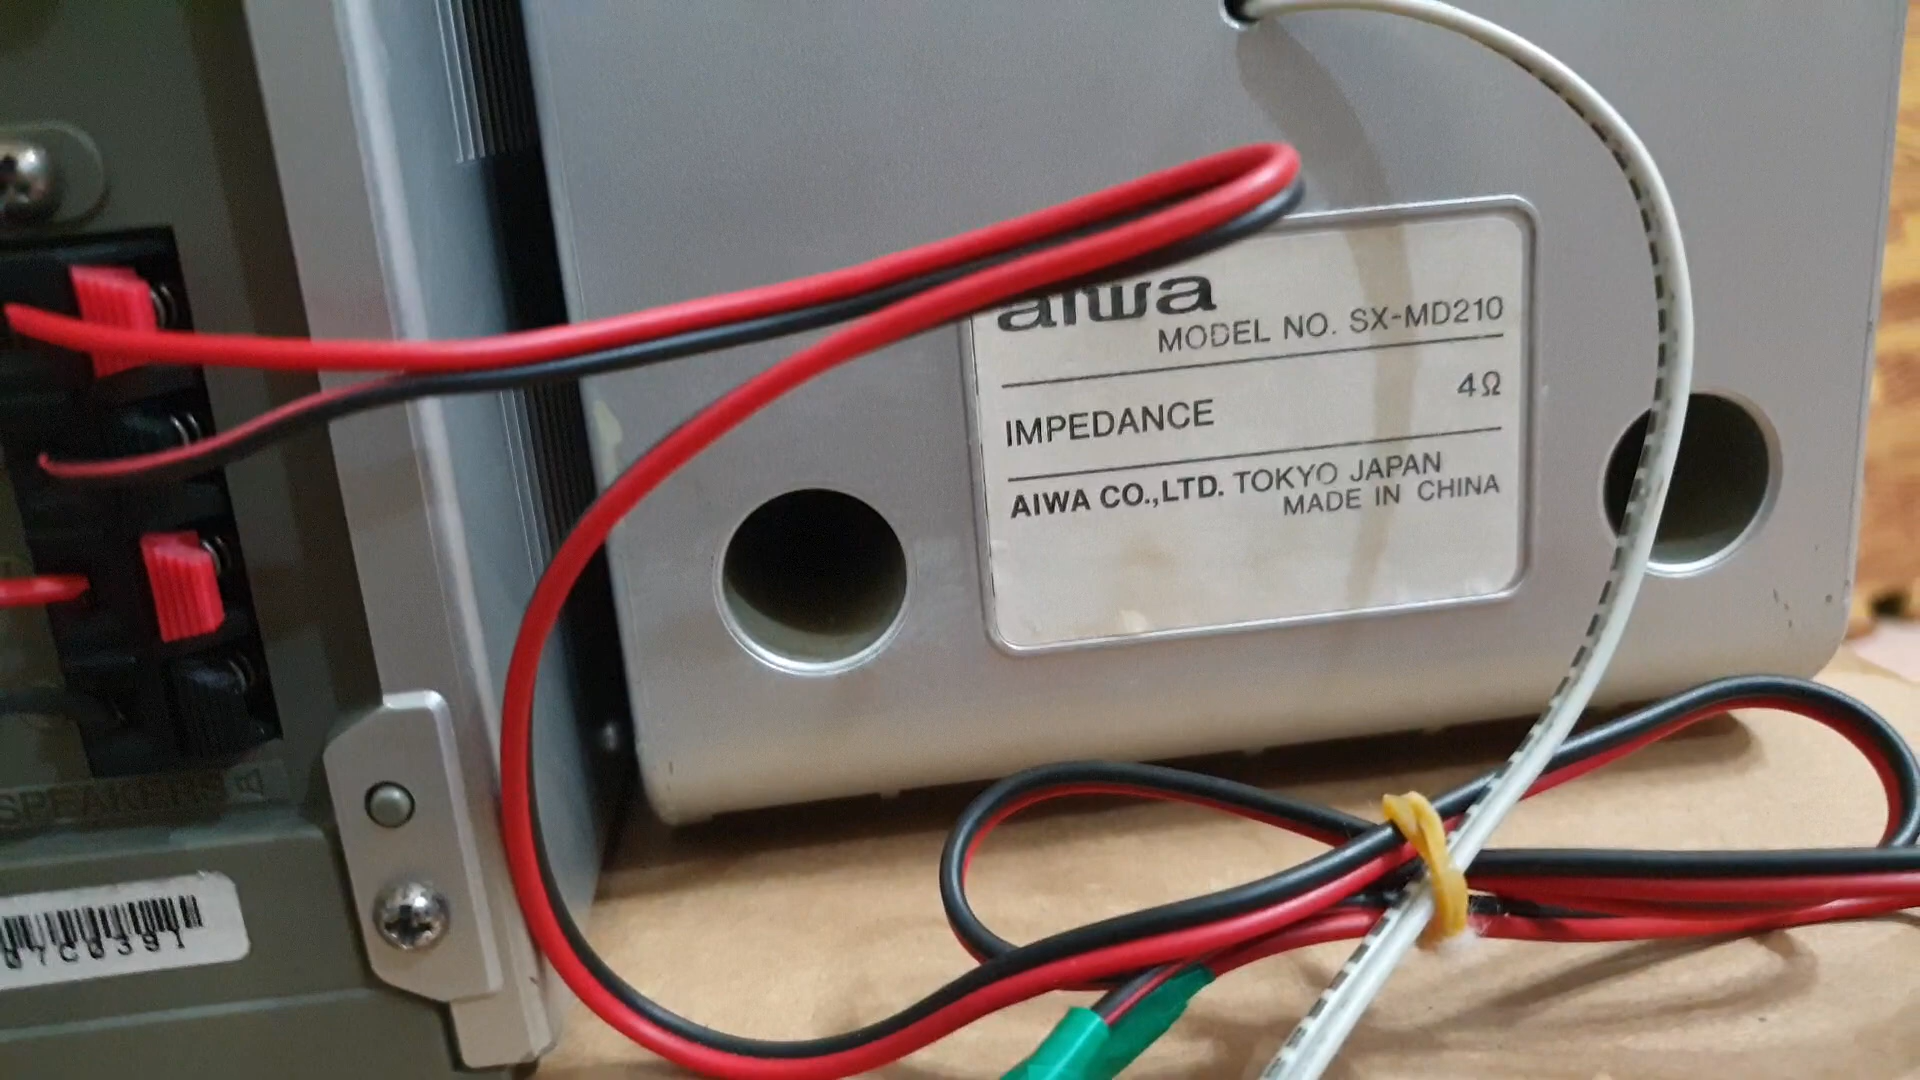 aiwa
MODEL NO. SX-MD210
IMPEDANCE 4Ω
AIWA CO.,LTD. TOKYO JAPAN
MADE IN CHINA
SPEAKERS